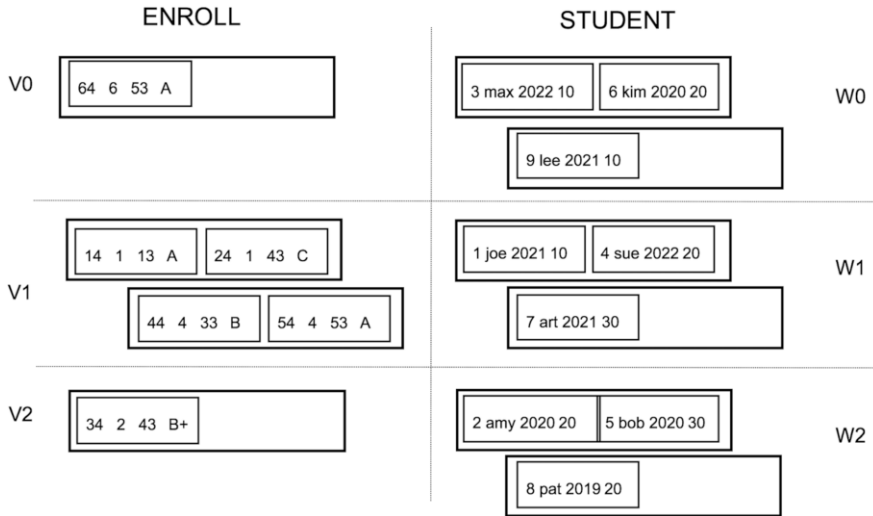 ENROLL
STUDENT
V0
64 6 53 A
3 max 2022 10
6 kim 2020 20
W0
9 lee 2021 10
V1
14 1 13 A
24 1 43 C
1 joe 2021 10
4 sue 2022 20
W1
44 4 33 B
54 4 53 A
7 art 2021 30
V2
34 2 43 B+
2 amy 2020 20
5 bob 2020 30
W2
8 pat 2019 20